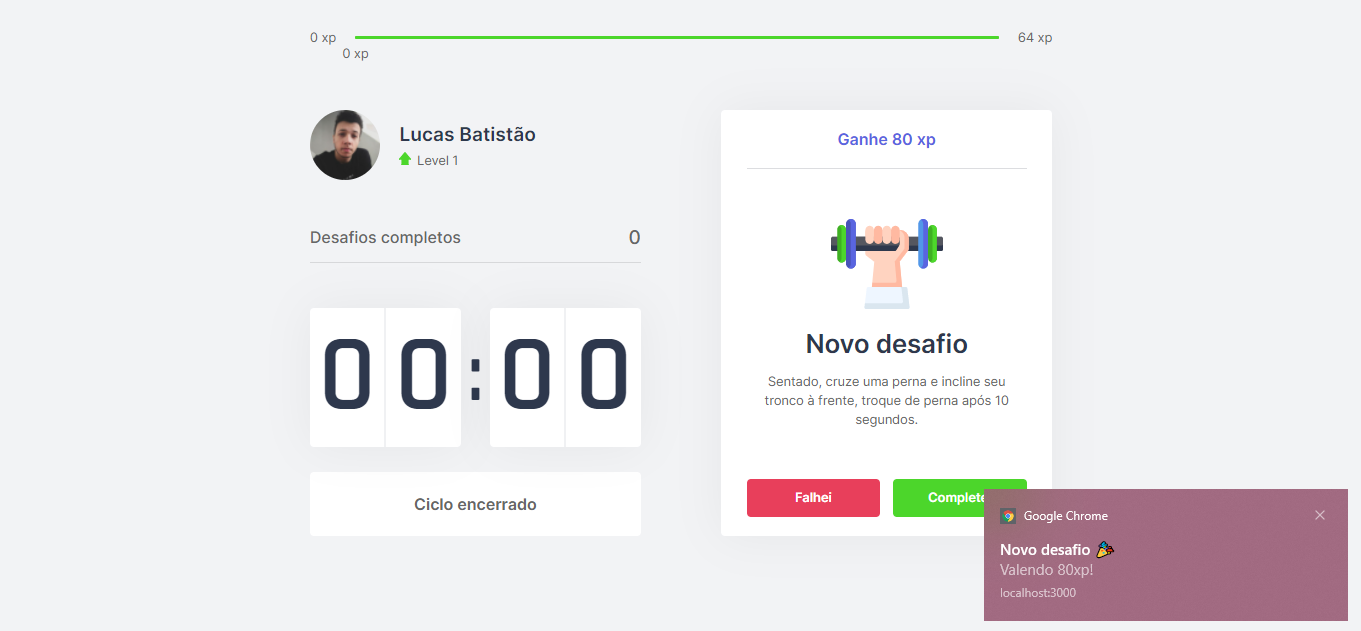 0 xp
64 xp
0 xp
Lucas Batistão
Level 1
Desafios completos
0
00:00
Ciclo encerrado
Ganhe 80 xp
Novo desafio
Sentado, cruze uma perna e incline seu
tronco à frente, troque de perna após 10
segundos.
Falhei
Complete
Google Chrome
Novo desafio 🎉
Valendo 80xp!
localhost:3000